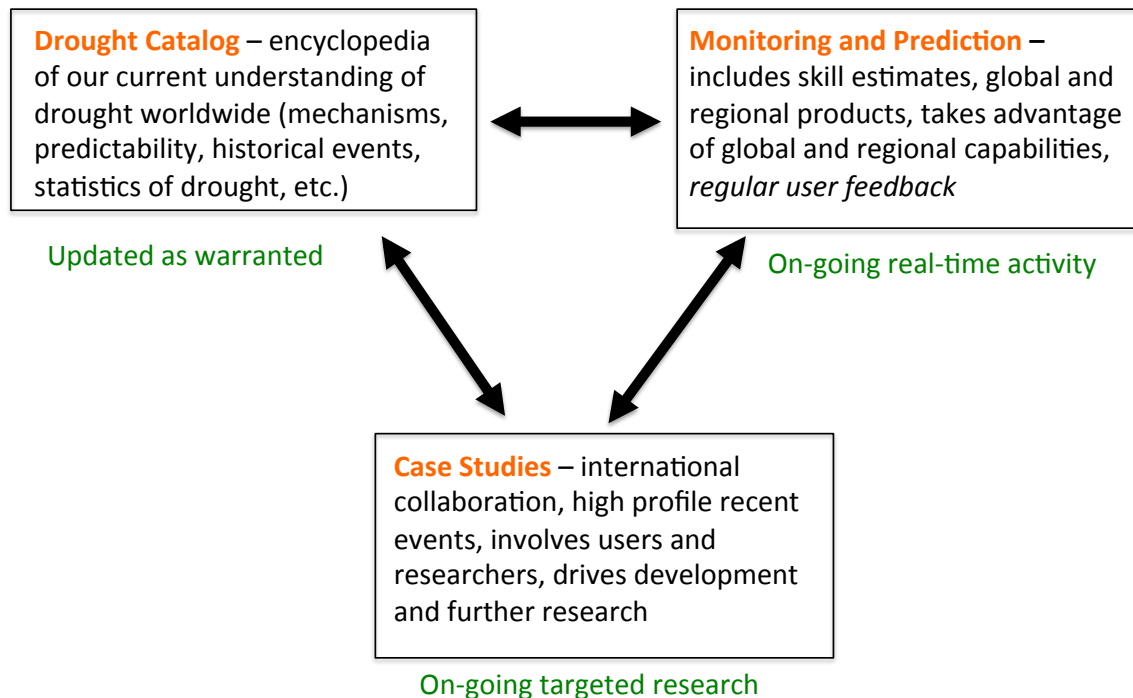 Drought Catalog – encyclopedia
of our current understanding of
drought worldwide (mechanisms,
predictability, historical events,
statistics of drought, etc.)
Updated as warranted
Monitoring and Prediction –
includes skill estimates, global and
regional products, takes advantage
of global and regional capabilities,
regular user feedback
On-going real-time activity
Case Studies – international
collaboration, high profile recent
events, involves users and
researchers, drives development
and further research
On-going targeted research